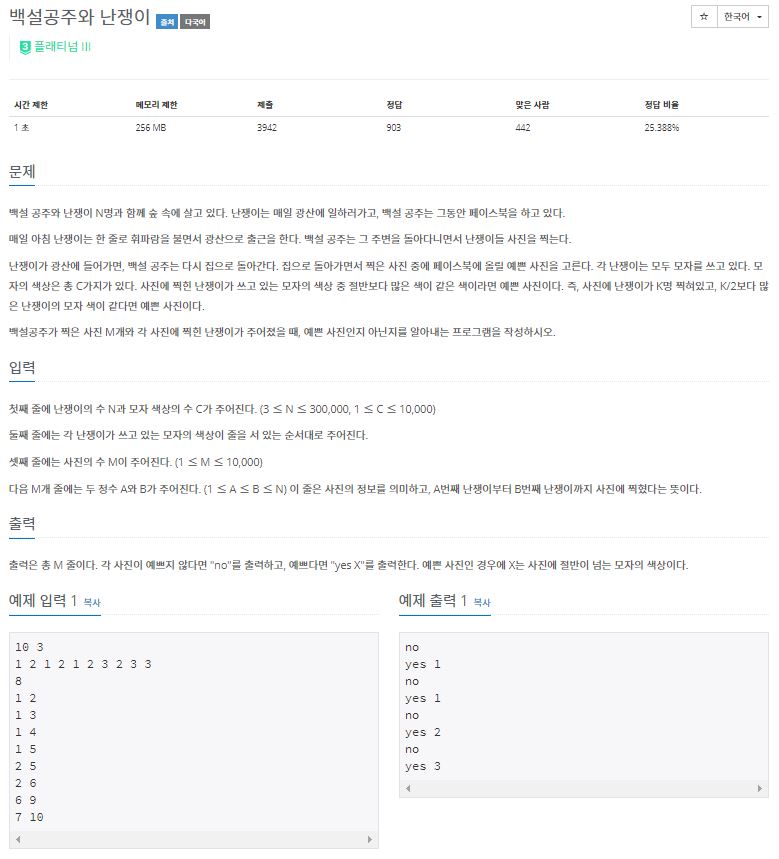 백설공주와 난쟁이 출처 다국어
☆ 한국어
3 플래티넘 III
시간 제한 메모리 제한 제출 정답 맞은 사람 정답 비율
1 초 256 MB 3942 903 442 25.388%
문제
백설 공주와 난쟁이 N명과 함께 숲 속에 살고 있다. 난쟁이는 매일 광산에 일하러가고, 백설 공주는 그동안 페이스북을 하고 있다.
매일 아침 난쟁이는 한 줄로 휘파람을 불면서 광산으로 출근을 한다. 백설 공주는 그 주변을 돌아다니면서 난쟁이들 사진을 찍는다.
난쟁이가 광산에 들어가면, 백설 공주는 다시 집으로 돌아간다. 집으로 돌아가면서 찍은 사진 중에 페이스북에 올릴 예쁜 사진을 고른다. 각 난쟁이는 모두 모자를 쓰고 있다. 모
자의 색상은 총 C가지가 있다. 사진에 찍힌 난쟁이가 쓰고 있는 모자의 색상 중 절반보다 많은 색이 같은 색이라면 예쁜 사진이다. 즉, 사진에 난쟁이가 K명 찍혀있고, K/2보다 많
은 난쟁이의 모자 색이 같다면 예쁜 사진이다.
백설공주가 찍은 사진 M개와 각 사진에 찍힌 난쟁이가 주어졌을 때, 예쁜 사진인지 아닌지를 알아내는 프로그램을 작성하시오.
입력
첫째 줄에 난쟁이의 수 N과 모자 색상의 수 C가 주어진다. (3 ≤ N ≤ 300,000, 1 ≤ C ≤ 10,000)
둘째 줄에는 각 난쟁이가 쓰고 있는 모자의 색상이 줄을 서 있는 순서대로 주어진다.
셋째 줄에는 사진의 수 M이 주어진다. (1 ≤ M ≤ 10,000)
다음 M개 줄에는 두 정수 A와 B가 주어진다. (1 ≤ A ≤ B ≤ N) 이 줄은 사진의 정보를 의미하고, A번째 난쟁이부터 B번째 난쟁이까지 사진에 찍혔다는 뜻이다.
출력
출력은 총 M 줄이다. 각 사진이 예쁘지 않다면 "no"를 출력하고, 예쁘다면 "yes X"를 출력한다. 예쁜 사진인 경우에 X는 사진에 절반이 넘는 모자의 색상이다.
예제 입력 1 복사
10 3
1 2 1 2 1 2 3 2 3 3
8
1 2
1 3
1 4
1 5
2 5
2 6
6 9
7 10
예제 출력 1 복사
no
yes 1
no
yes 1
no
yes 2
no
yes 3